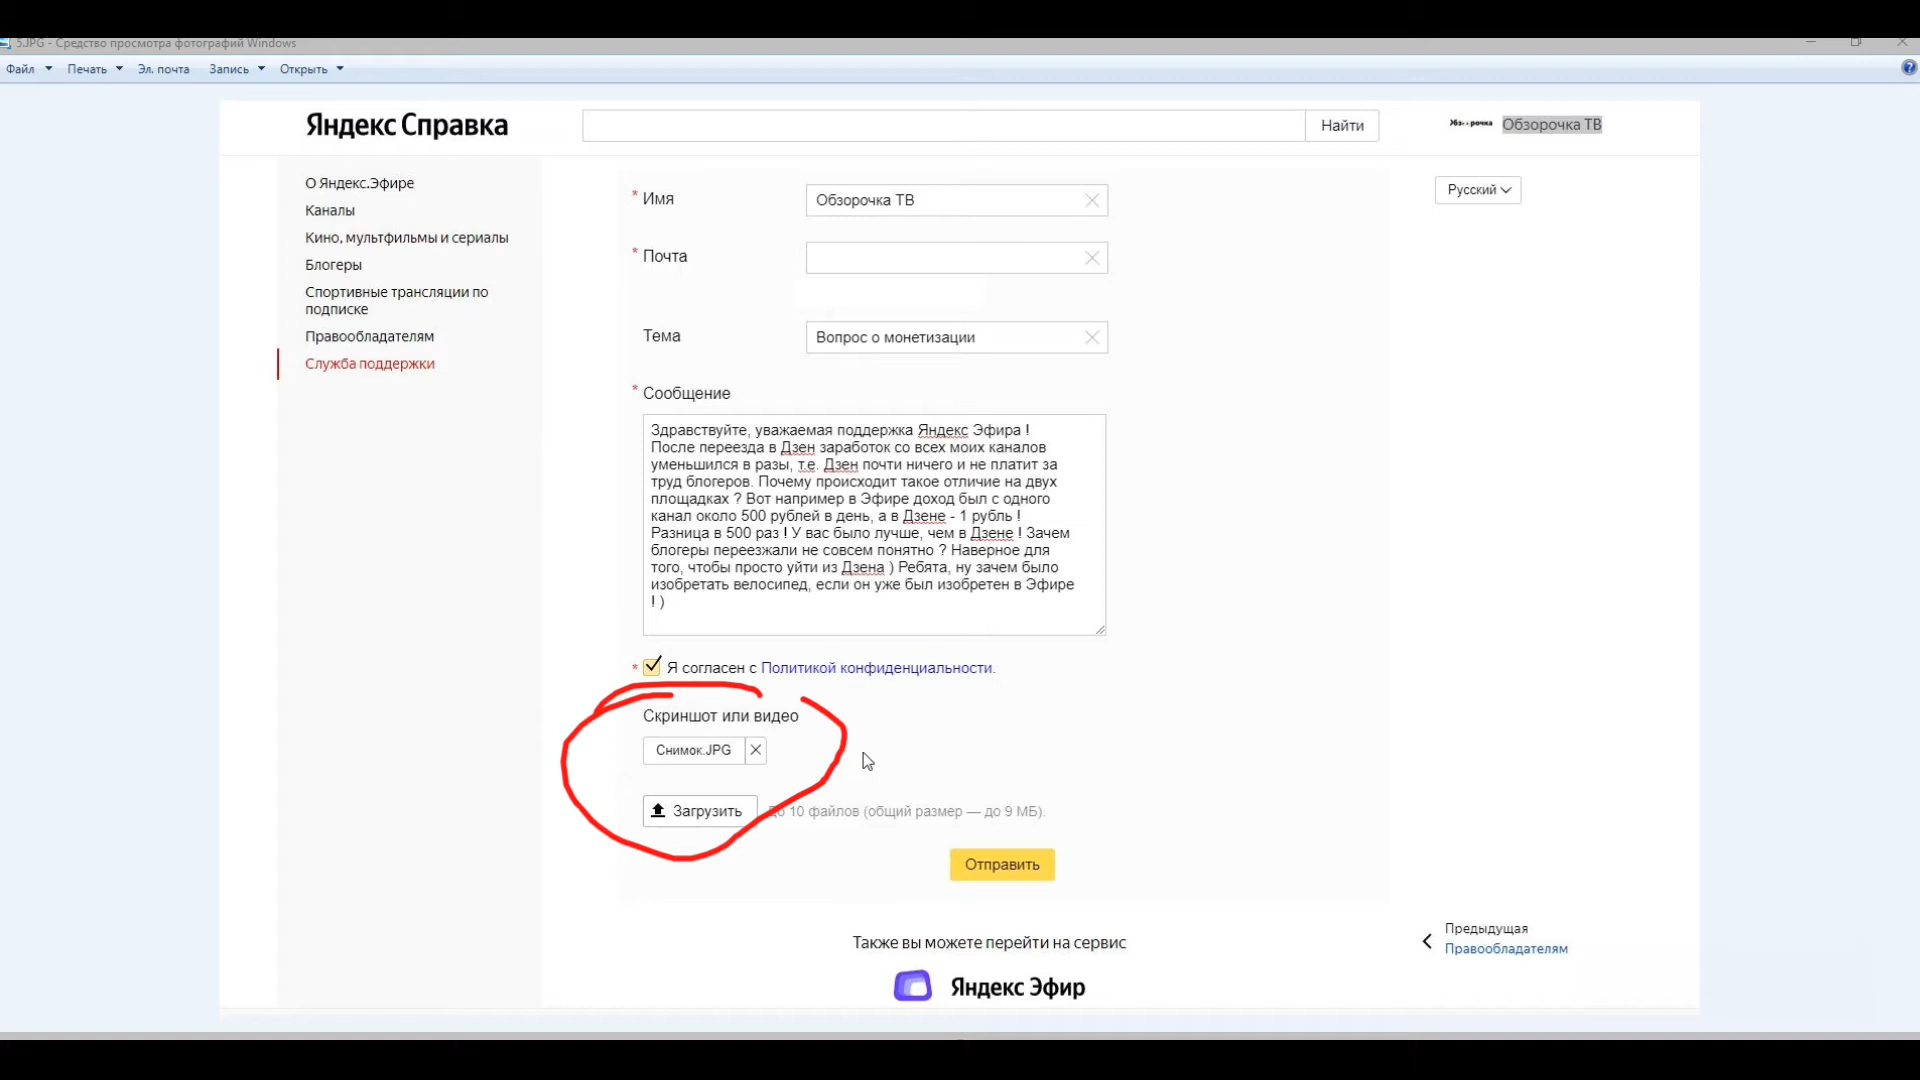 5.JPG - Средство просмотра фотографий Windows
Файл Печать Эл. почта Запись Открыть
Яндекс Справка
Найти
Обзорочка ТВ
О Яндекс.Эфире
Каналы
Кино, мультфильмы и сериалы
Блогеры
Спортивные трансляции по
подписке
Правообладателям
Служба поддержки
* Имя
Обзорочка ТВ
* Почта
Тема
Вопрос о монетизации
* Сообщение
Здравствуйте, уважаемая поддержка Яндекс Эфира !
После переезда в Дзен заработок со всех моих каналов
уменьшился в разы, т.е. Дзен почти ничего и не платит за
труд блогеров. Почему происходит такое отличие на двух
площадках ? Вот например в Эфире доход был с одного
канал около 500 рублей в день, а в Дзене - 1 рубль !
Разница в 500 раз ! У вас было лучше, чем в Дзене ! Зачем
блогеры переезжали не совсем понятно ? Наверное для
того, чтобы просто уйти из Дзена ) Ребята, ну зачем было
изобретать велосипед, если он уже был изобретен в Эфире
! )
* Я согласен с Политикой конфиденциальности.
Скриншот или видео
Снимок.JPG
Загрузить
До 10 файлов (общий размер — до 9 МБ).
Отправить
Русский
Также вы можете перейти на сервис
Яндекс Эфир
Предыдущая
Правообладателям